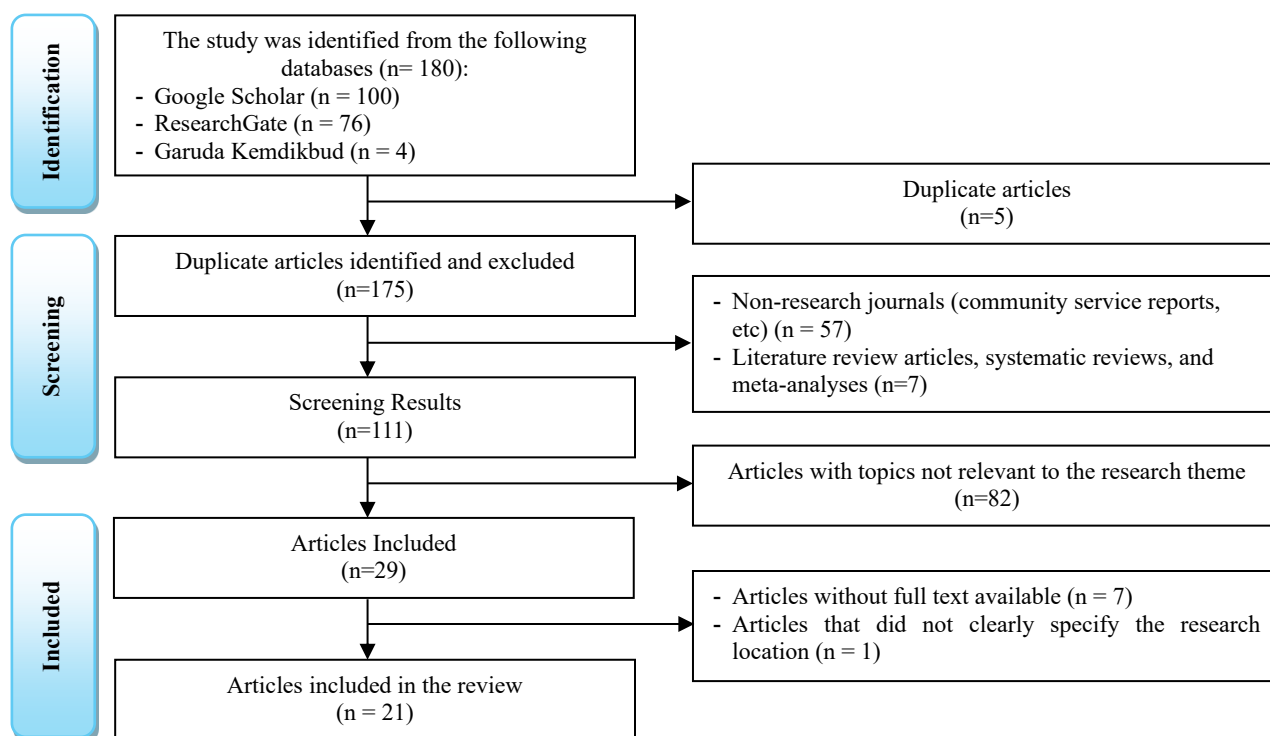 Identification
The study was identified from the following
databases (n= 180):
- Google Scholar (n = 100)
- ResearchGate (n = 76)
- Garuda Kemdikbud (n = 4)
Duplicate articles
(n=5)
Screening
Duplicate articles identified and excluded
(n=175)
- Non-research journals (community service reports,
etc) (n = 57)
- Literature review articles, systematic reviews, and
meta-analyses (n=7)
Screening Results
(n=111)
Articles with topics not relevant to the research theme
(n=82)
Included
Articles Included
(n=29)
- Articles without full text available (n = 7)
- Articles that did not clearly specify the research
location (n = 1)
Articles included in the review
(n = 21)